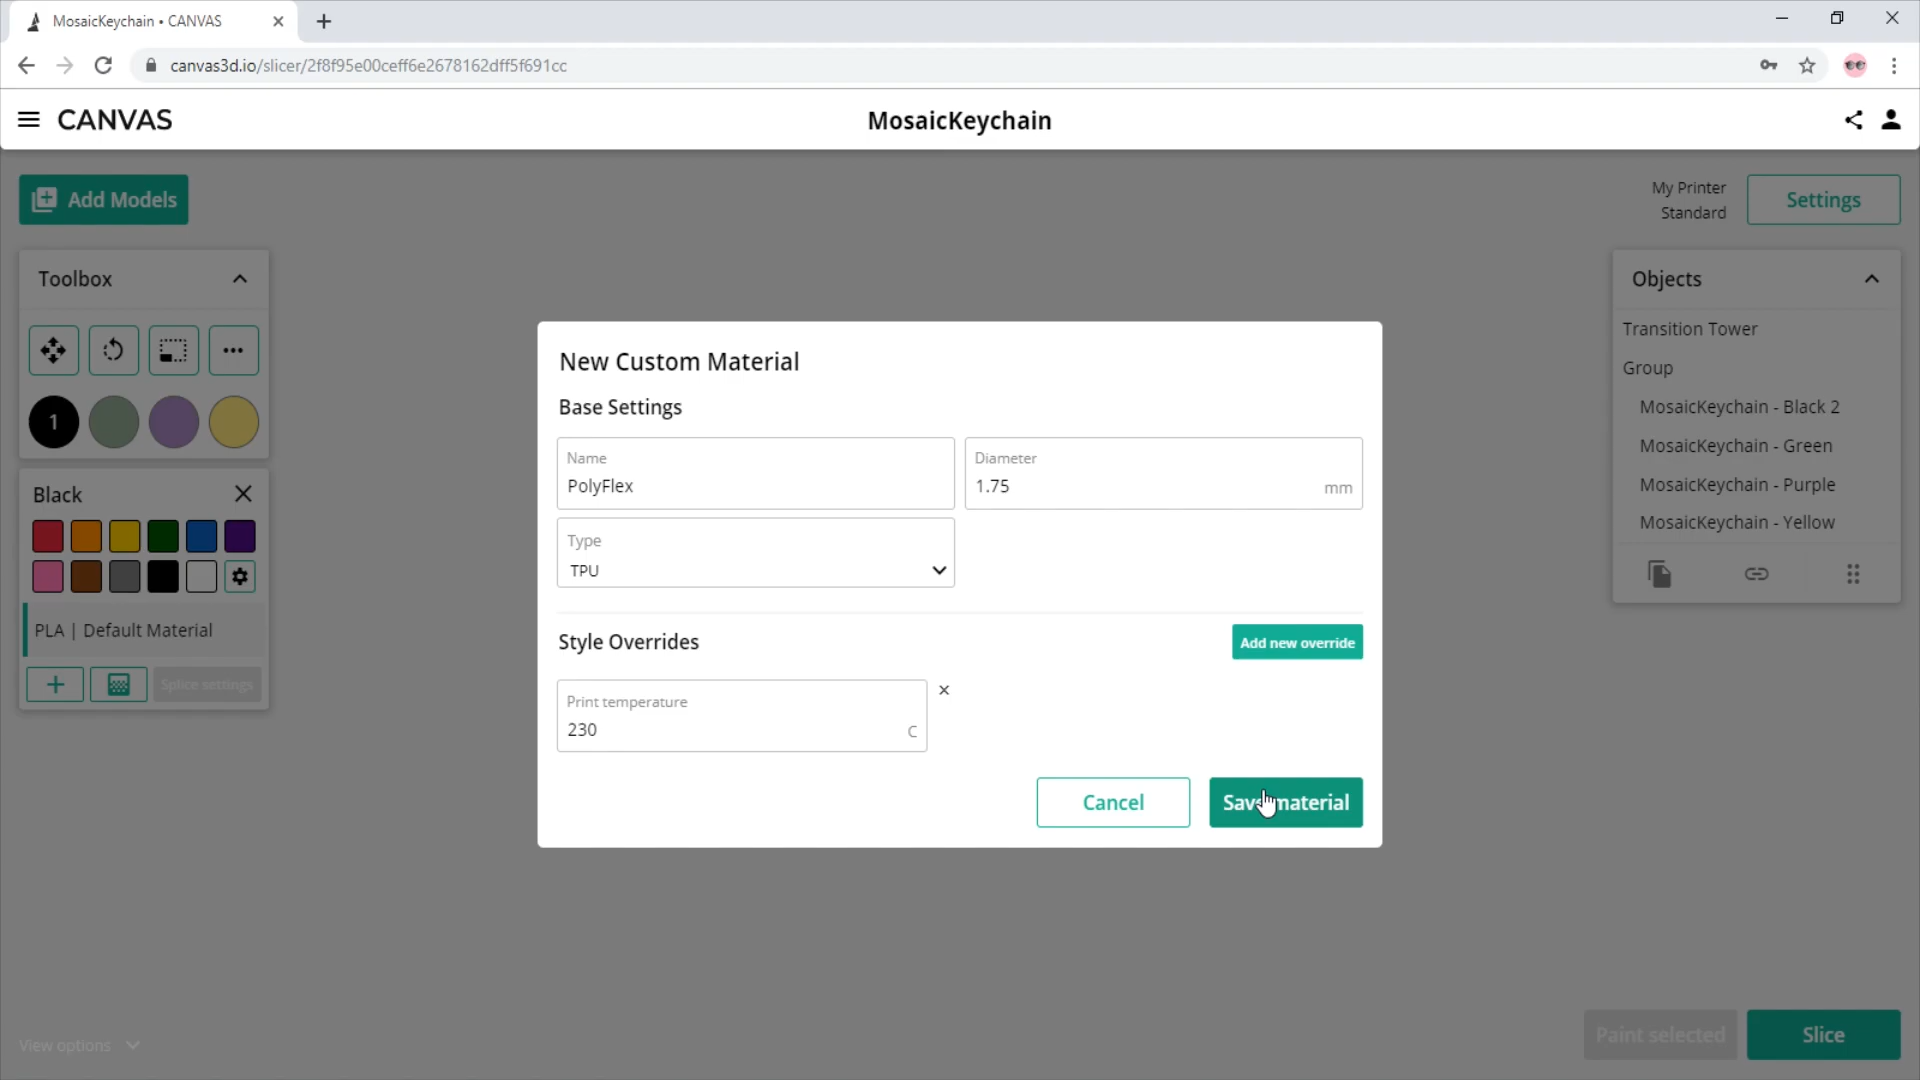 MosaicKeychain • CANVAS
canvas3d.io/slicer/2f8f95e00ceff6e2678162dff5f691cc
CANVAS
MosaicKeychain
Add Models
My Printer
Standard
Settings
Toolbox
1
Black
PLA | Default Material
Splice settings
New Custom Material
Base Settings
Name
PolyFlex
Diameter
1.75
mm
Type
TPU
Style Overrides
Add new override
Print temperature
230
C
Cancel
Save material
Objects
Transition Tower
Group
MosaicKeychain - Black 2
MosaicKeychain - Green
MosaicKeychain - Purple
MosaicKeychain - Yellow
View options
Paint selected
Slice